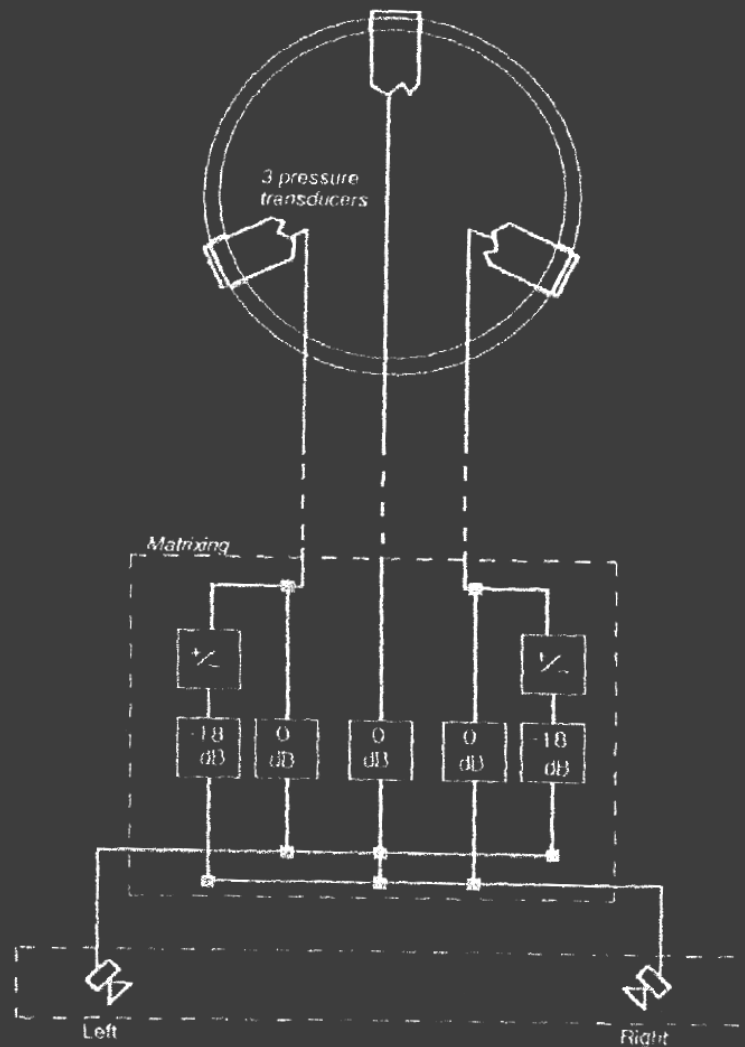 3 pressure
transducers
Matrixing
+/-
+/-
-18
dB
0
dB
0
dB
0
dB
-18
dB
Left
Right